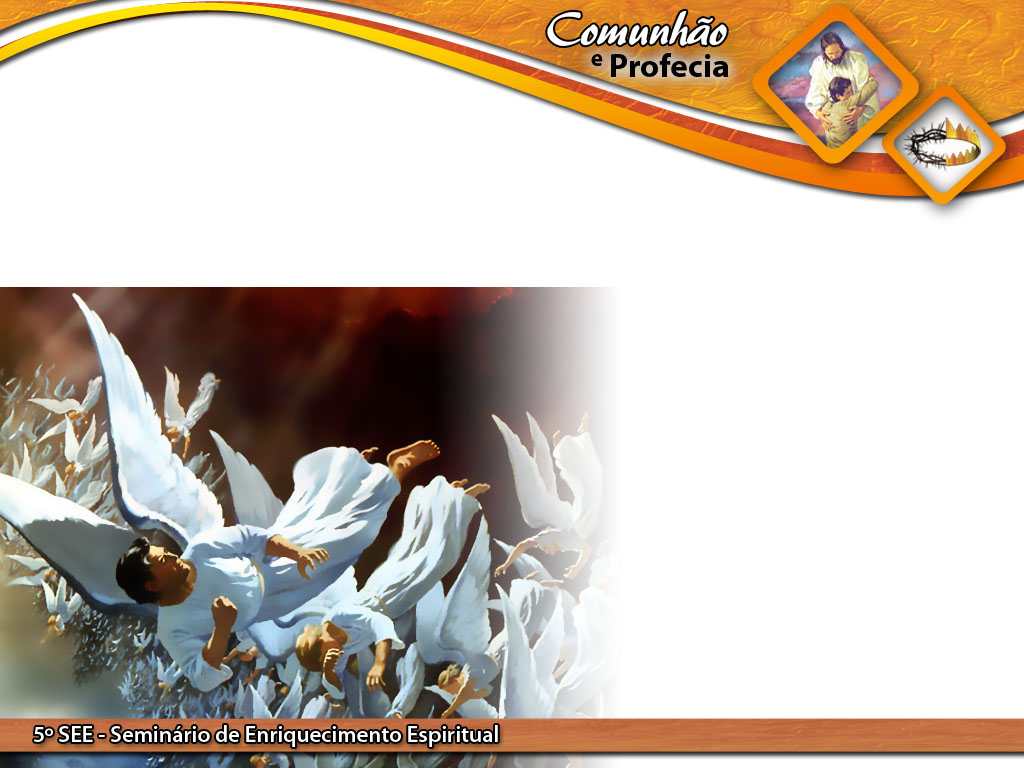 Comunhão
e Profecia
5º SEE - Seminário de Enriquecimento Espiritual